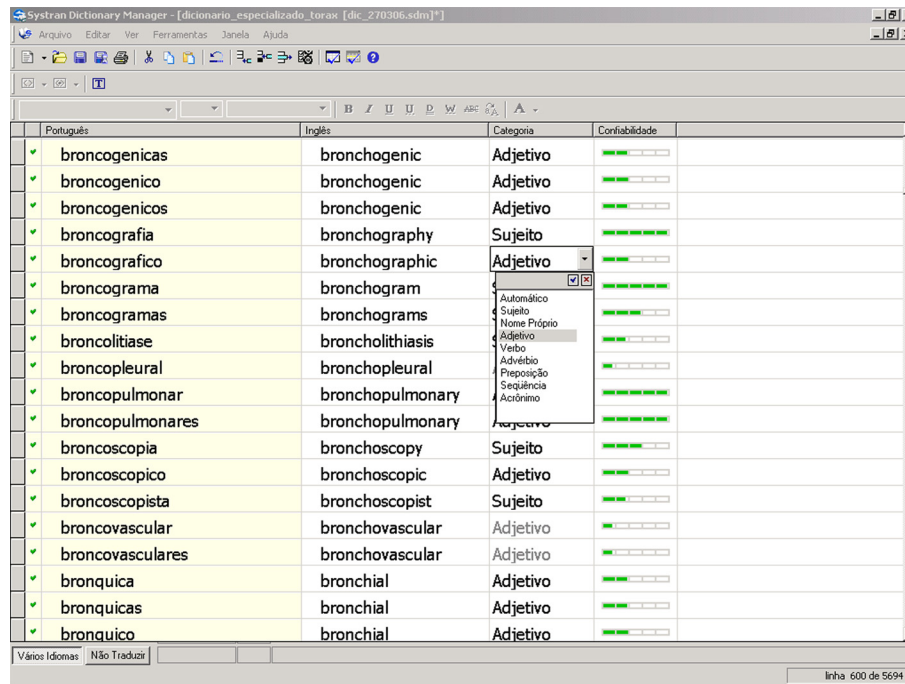 Systran Dictionary Manager - [dicionario_especializado_torax [dic_270306.sdm]*]
Arquivo Editar Ver Ferramentas Janela Ajuda
T
B I U U D W ABC A
Português Inglês Categoria Confiabilidade
broncogenicas bronchogenic Adjetivo
broncogenico bronchogenic Adjetivo
broncogenicos bronchogenic Adjetivo
broncografia bronchography Sujeito
broncografico bronchographic Adjetivo
broncograma bronchogram
Automático
Sujeito
Nome Próprio
Adjetivo
Verbo
Advérbio
Preposição
Seqüência
Acrônimo
broncogramas bronchograms
broncolitiase broncholithiasis
broncopleural bronchopleural
broncopulmonar bronchopulmonary
broncopulmonares bronchopulmonary Adjetivo
broncoscopia bronchoscopy Sujeito
broncoscopico bronchoscopic Adjetivo
broncoscopista bronchoscopist Sujeito
broncovascular bronchovascular Adjetivo
broncovasculares bronchovascular Adjetivo
bronquica bronchial Adjetivo
bronquicas bronchial Adjetivo
bronquico bronchial Adjetivo
Vários Idiomas Não Traduzir
linha 600 de 5694